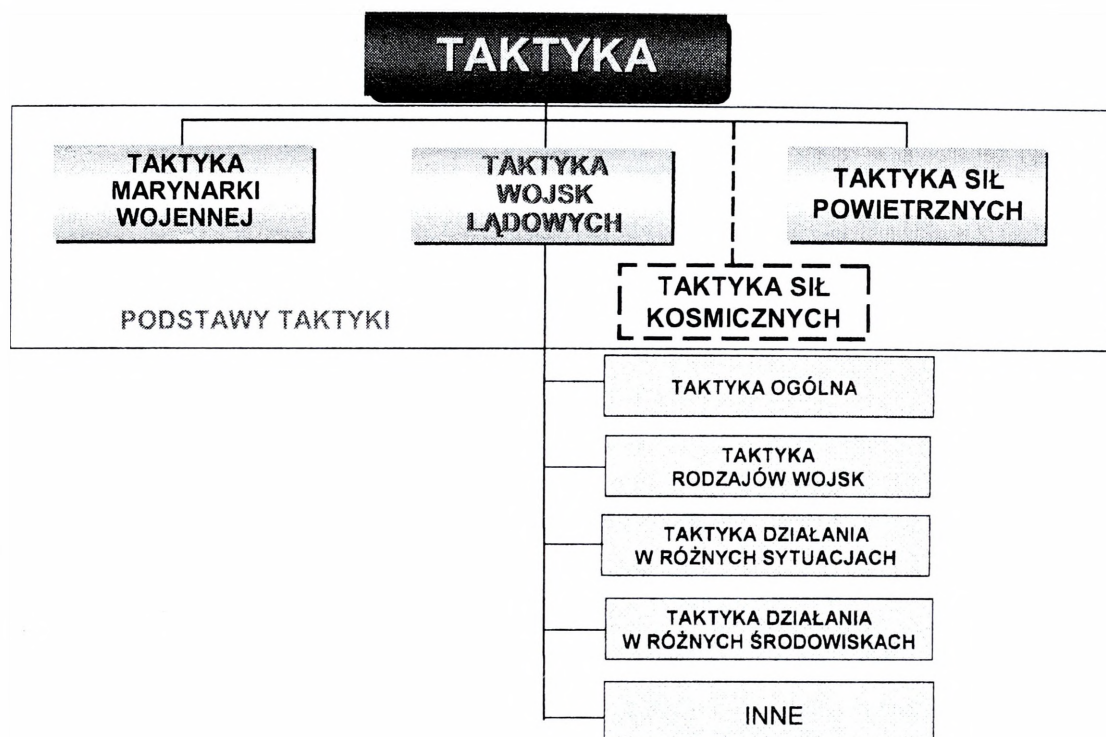 TAKTYKA
TAKTYKA
MARYNARKI
WOJENNEJ
TAKTYKA
WOJSK
LĄDOWYCH
TAKTYKA SIŁ
POWIETRZNYCH
TAKTYKA SIŁ
KOSMICZNYCH
PODSTAWY TAKTYKI
TAKTYKA OGÓLNA
TAKTYKA
RODZAJÓW WOJSK
TAKTYKA DZIAŁANIA
W RÓŻNYCH SYTUACJACH
TAKTYKA DZIAŁANIA
W RÓŻNYCH ŚRODOWISKACH
INNE